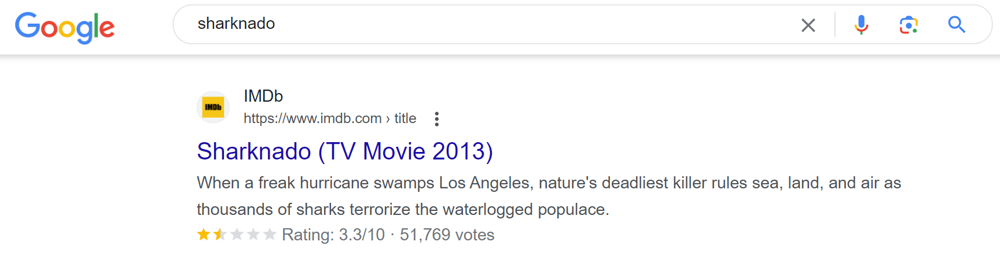 Google
sharknado
IMDb
IMDb
https://www.imdb.com › title
Sharknado (TV Movie 2013)
When a freak hurricane swamps Los Angeles, nature's deadliest killer rules sea, land, and air as
thousands of sharks terrorize the waterlogged populace.
Rating: 3.3/10 · 51,769 votes